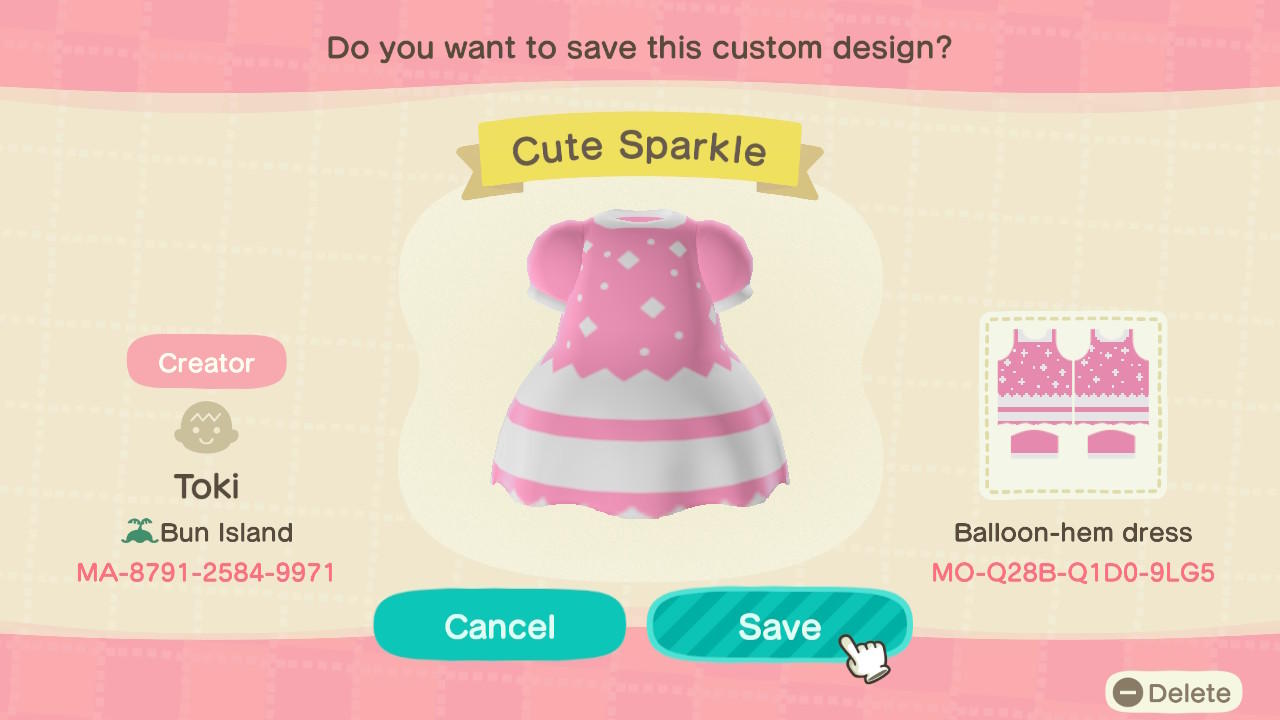 Do you want to save this custom design?
Cute Sparkle
Creator
Toki
Bun Island
MA-8791-2584-9971
Balloon-hem dress
MO-Q28B-Q1D0-9LG5
Cancel
Save
Delete